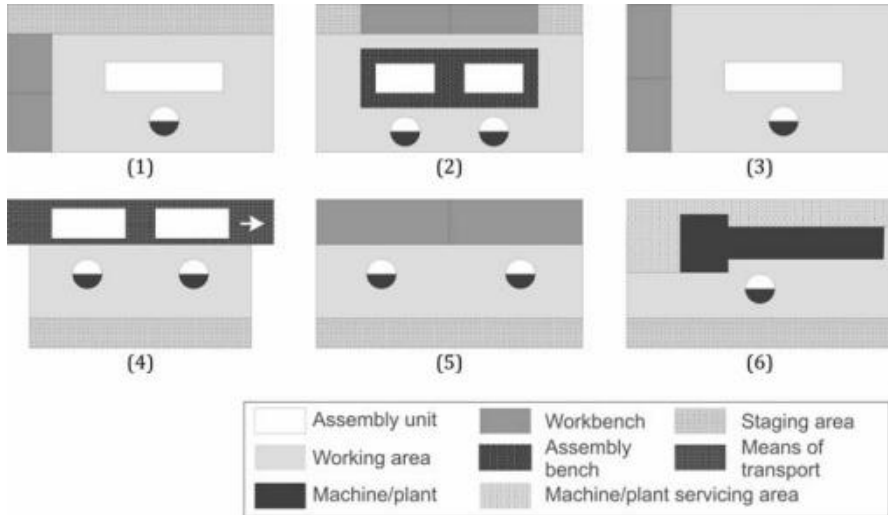 (1)
(2)
(3)
(4)
(5)
(6)
Assembly unit
Workbench
Staging area
Working area
Assembly
bench
Means of
transport
Machine/plant
Machine/plant servicing area